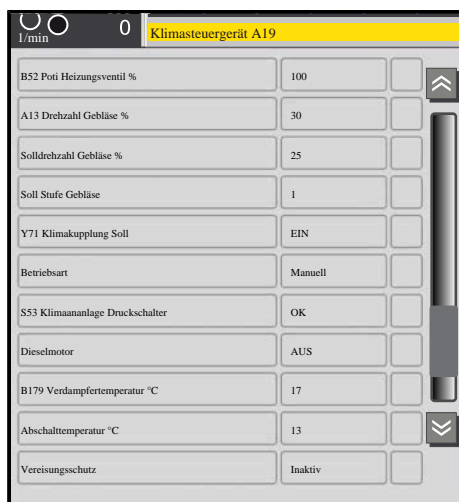 1/min 0 Klimasteuergerät A19
B52 Poti Heizungsventil % 100
A13 Drehzahl Gebläse % 30
Solldrehzahl Gebläse % 25
Soll Stufe Gebläse 1
Y71 Klimakupplung Soll EIN
Betriebsart Manuell
S53 Klimaananlage Druckschalter OK
Dieselmotor AUS
B179 Verdampfertemperatur °C 17
Abschalttemperatur °C 13
Vereisungsschutz Inaktiv